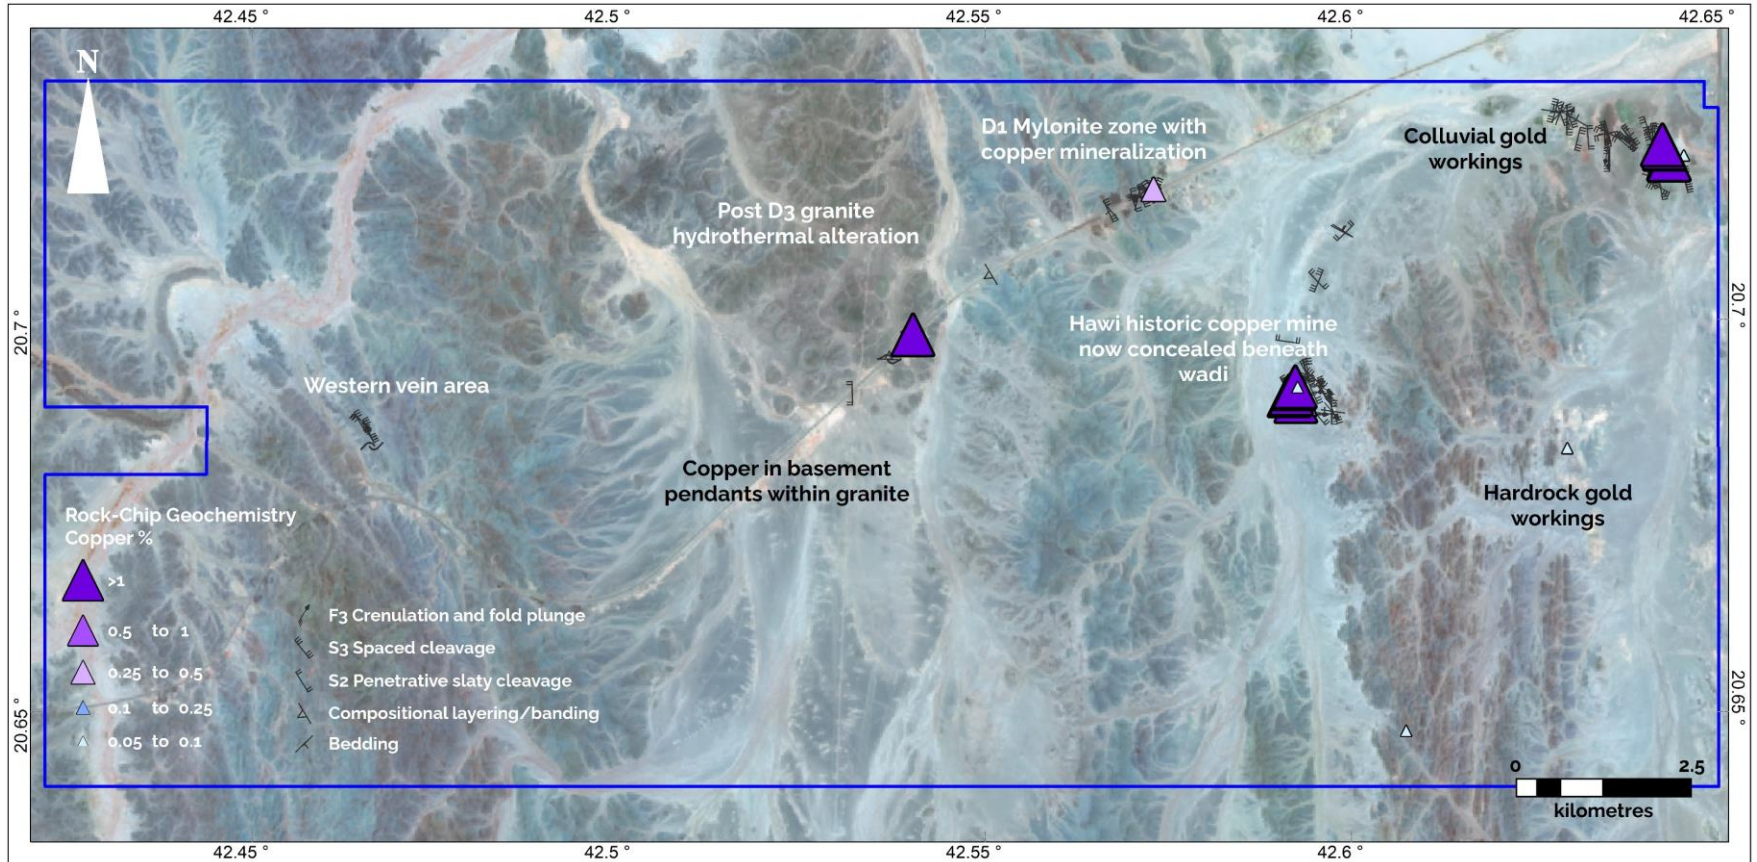 42.45 °
42.5 °
42.55 °
42.6 °
42.65 °
N
D1 Mylonite zone with
copper mineralization
Colluvial gold
workings
Post D3 granite
hydrothermal alteration
20.7 °
20.7 °
Hawi historic copper mine
now concealed beneath
wadi
Western vein area
Copper in basement
pendants within granite
Hardrock gold
workings
Rock-Chip Geochemistry
Copper %
>1
0.5 to 1
0.25 to 0.5
0.1 to 0.25
0.05 to 0.1
F3 Crenulation and fold plunge
S3 Spaced cleavage
S2 Penetrative slaty cleavage
Compositional layering/banding
Bedding
20.65 °
20.65 °
0 2.5
kilometres
42.45 °
42.5 °
42.55 °
42.6 °